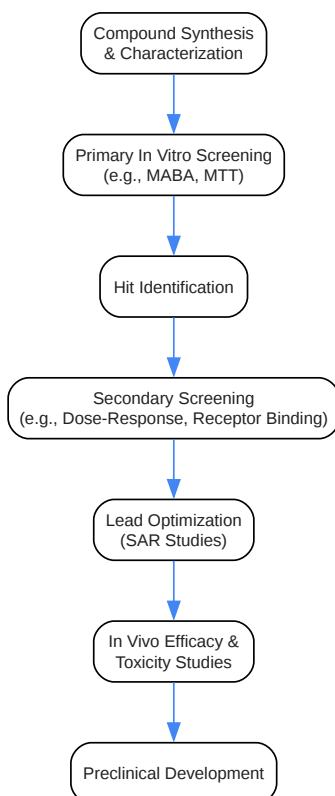 Compound Synthesis
& Characterization
Primary In Vitro Screening
(e.g., MABA, MTT)
Hit Identification
Secondary Screening
(e.g., Dose-Response, Receptor Binding)
Lead Optimization
(SAR Studies)
In Vivo Efficacy &
Toxicity Studies
Preclinical Development